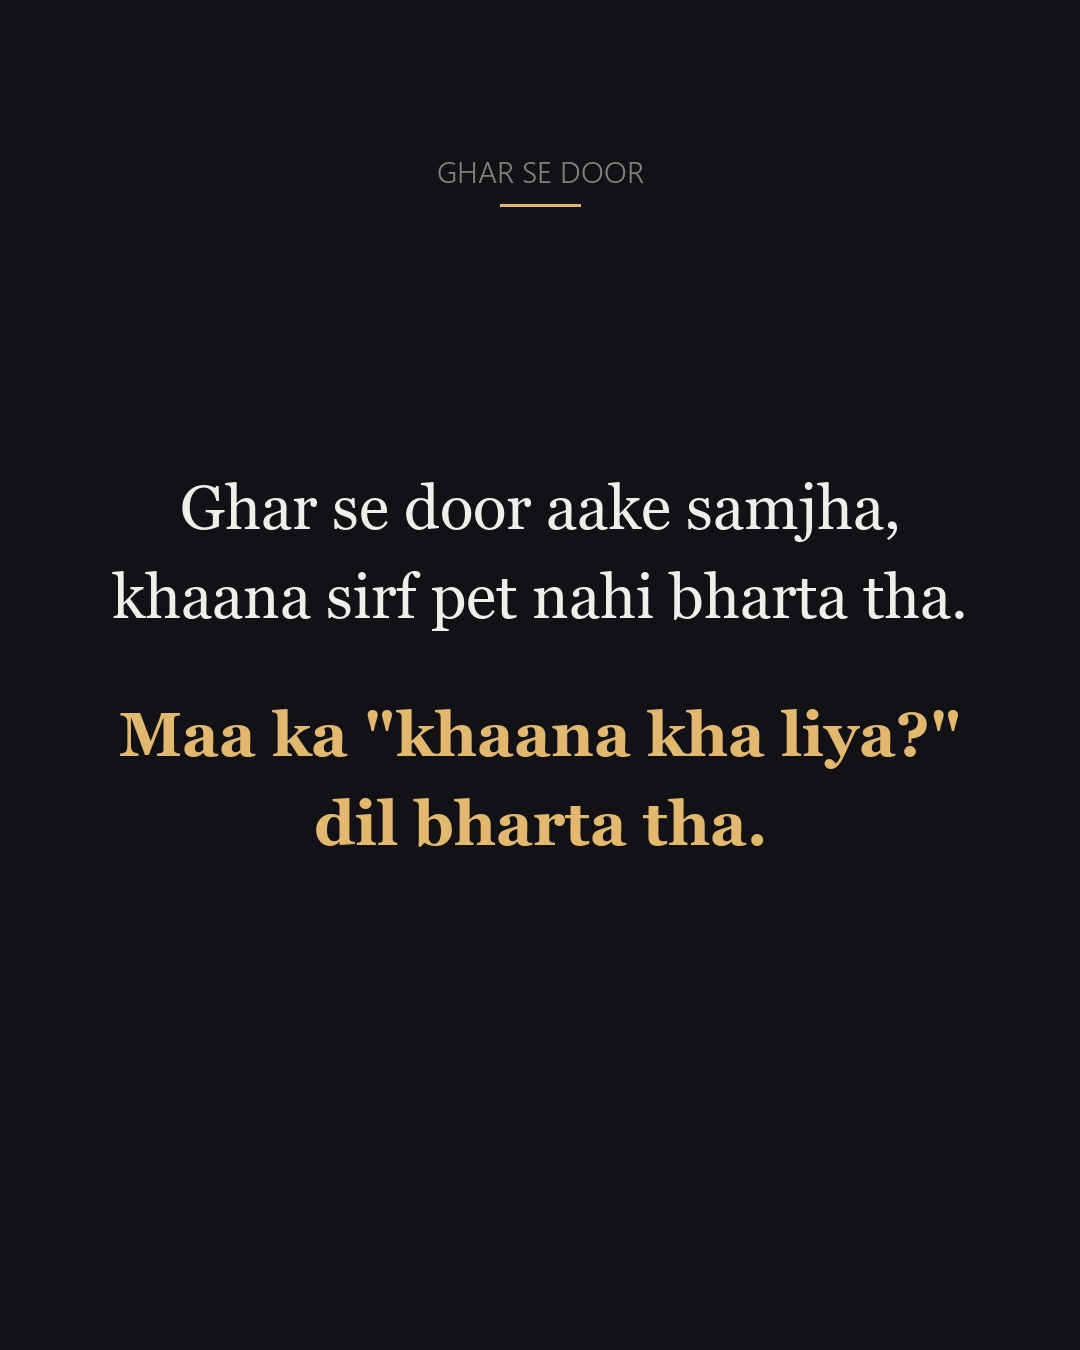 GHAR SE DOOR
Ghar se door aake samjha,
khaana sirf pet nahi bharta tha.
Maa ka "khaana kha liya?"
dil bharta tha.